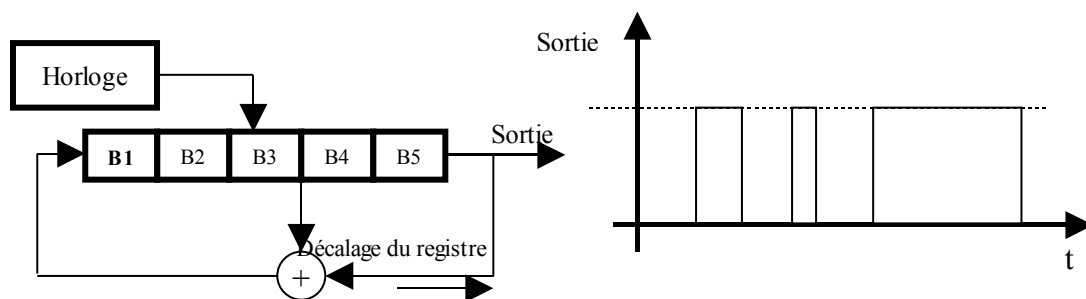 Horloge
B1 B2 B3 B4 B5
Sortie
+
Décalage du registre
Sortie
t